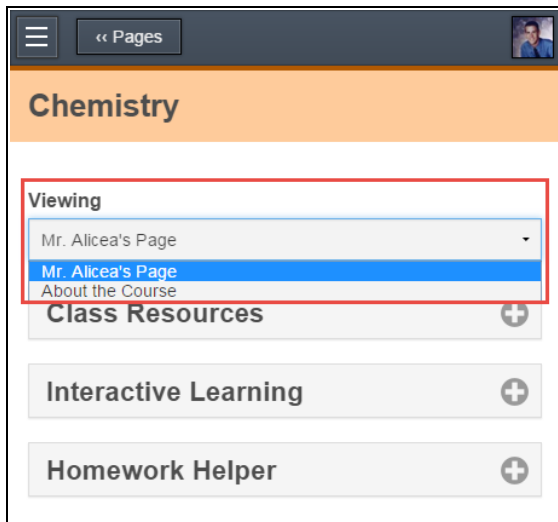 ‹‹ Pages
Chemistry
Viewing
Mr. Alicea's Page
Mr. Alicea's Page
About the Course
Class Resources
Interactive Learning
Homework Helper